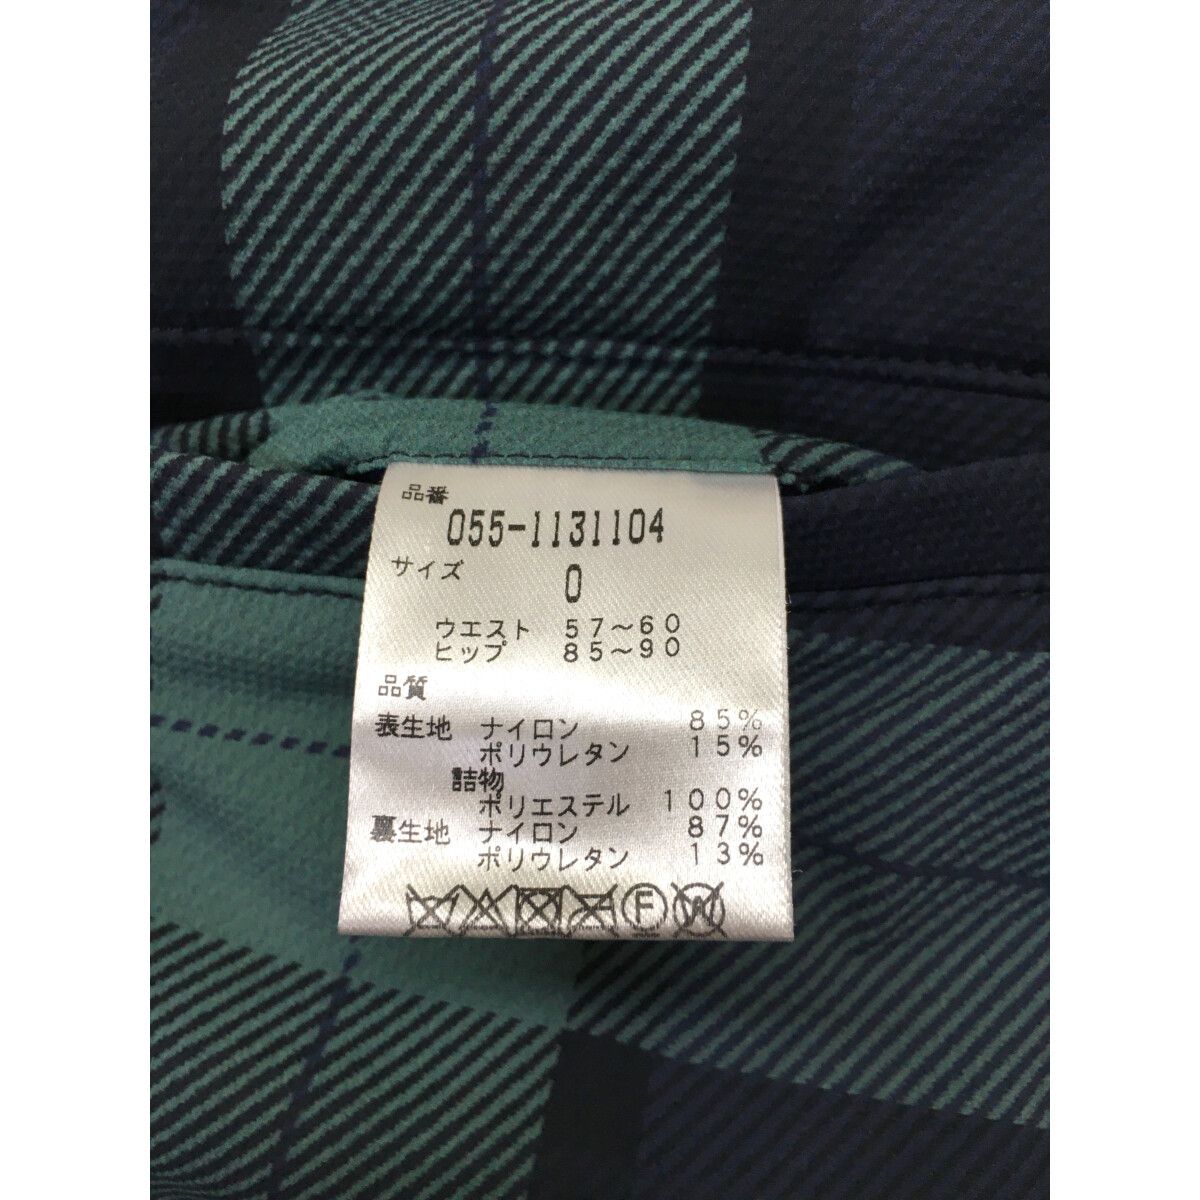 品番
055-1131104
サイズ
0
ウエスト 57～60
ヒップ 85～90
品質
表生地 ナイロン 85%
ポリウレタン 15%
詰物
ポリエステル 100%
裏生地 ナイロン 87%
ポリウレタン 13%
F W